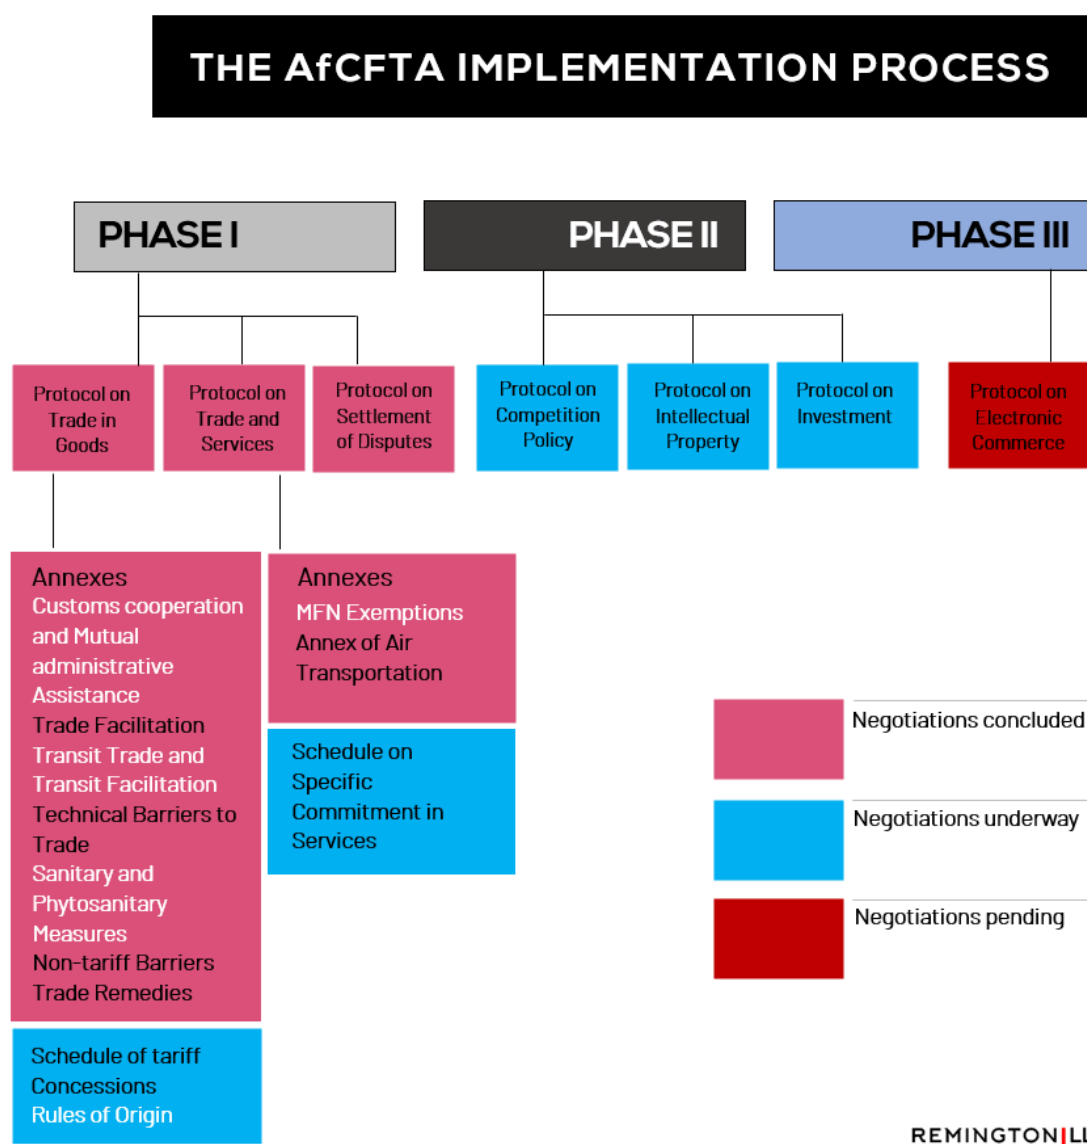 THE AfCFTA IMPLEMENTATION PROCESS
PHASE I
PHASE II
PHASE III
Protocol on
Trade in
Goods
Protocol on
Trade and
Services
Protocol on
Settlement
of Disputes
Protocol on
Competition
Policy
Protocol on
Intellectual
Property
Protocol on
Investment
Protocol on
Electronic
Commerce
Annexes
Customs cooperation
and Mutual
administrative
Assistance
Trade Facilitation
Transit Trade and
Transit Facilitation
Technical Barriers to
Trade
Sanitary and
Phytosanitary
Measures
Non-tariff Barriers
Trade Remedies
Schedule of tariff
Concessions
Rules of Origin
Annexes
MFN Exemptions
Annex of Air
Transportation
Schedule on
Specific
Commitment in
Services
Negotiations concluded
Negotiations underway
Negotiations pending
REMINGTON